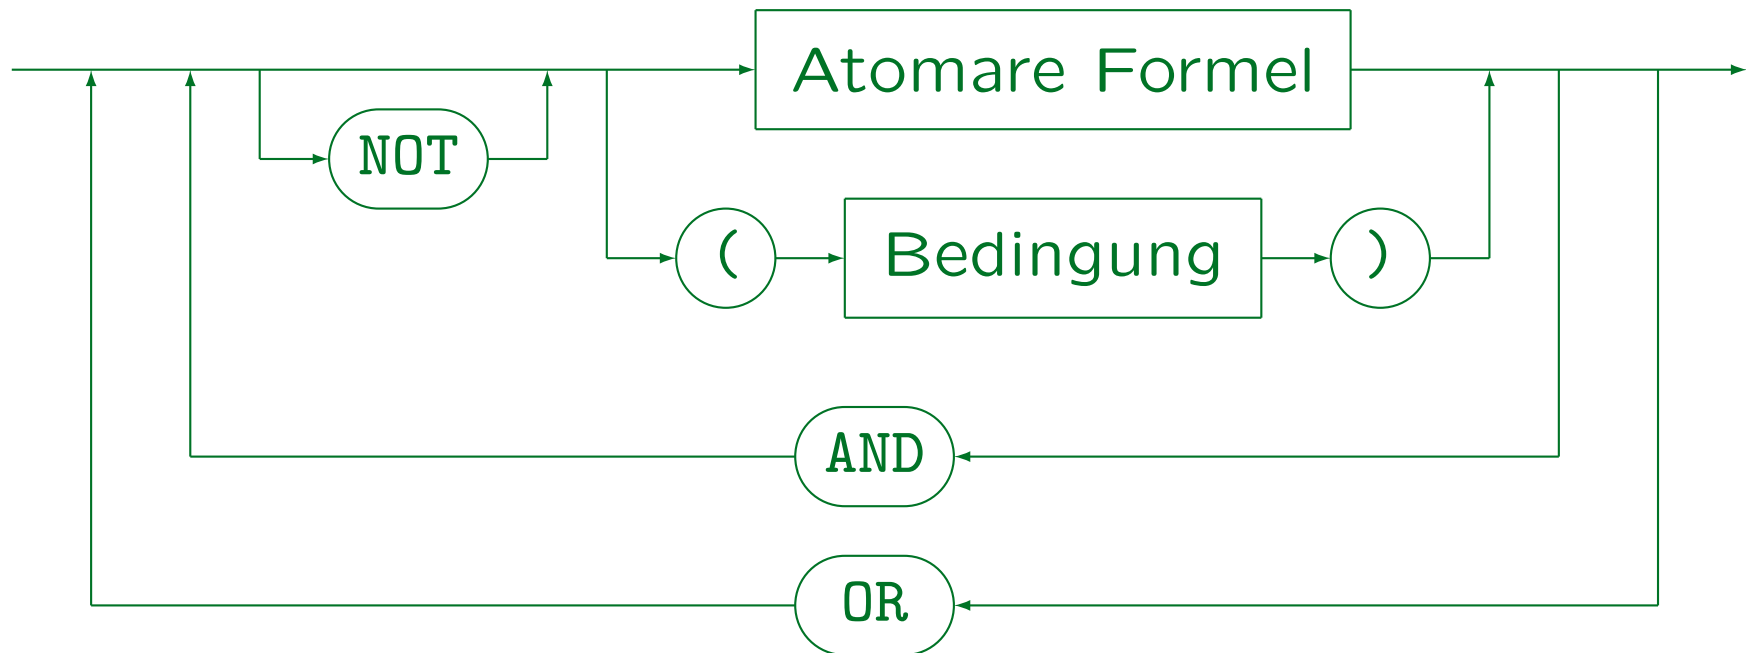 Atomare Formel
NOT
( Bedingung )
AND
OR